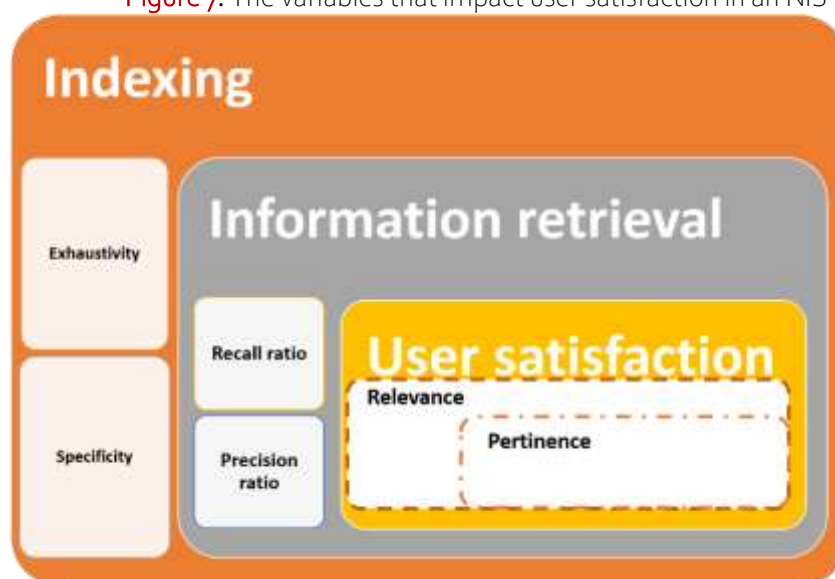 Figure 7. The variables that impact user satisfaction in an NIS
Indexing
Exhaustivity
Specificity
Information retrieval
Recall ratio
Precision
ratio
User satisfaction
Relevance
Pertinence